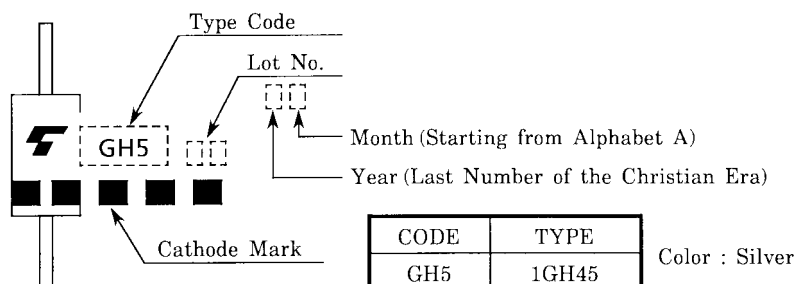 Type Code
Lot No.
GH5
Month (Starting from Alphabet A)
Year (Last Number of the Christian Era)
Cathode Mark
CODE TYPE
GH5 1GH45
Color : Silver